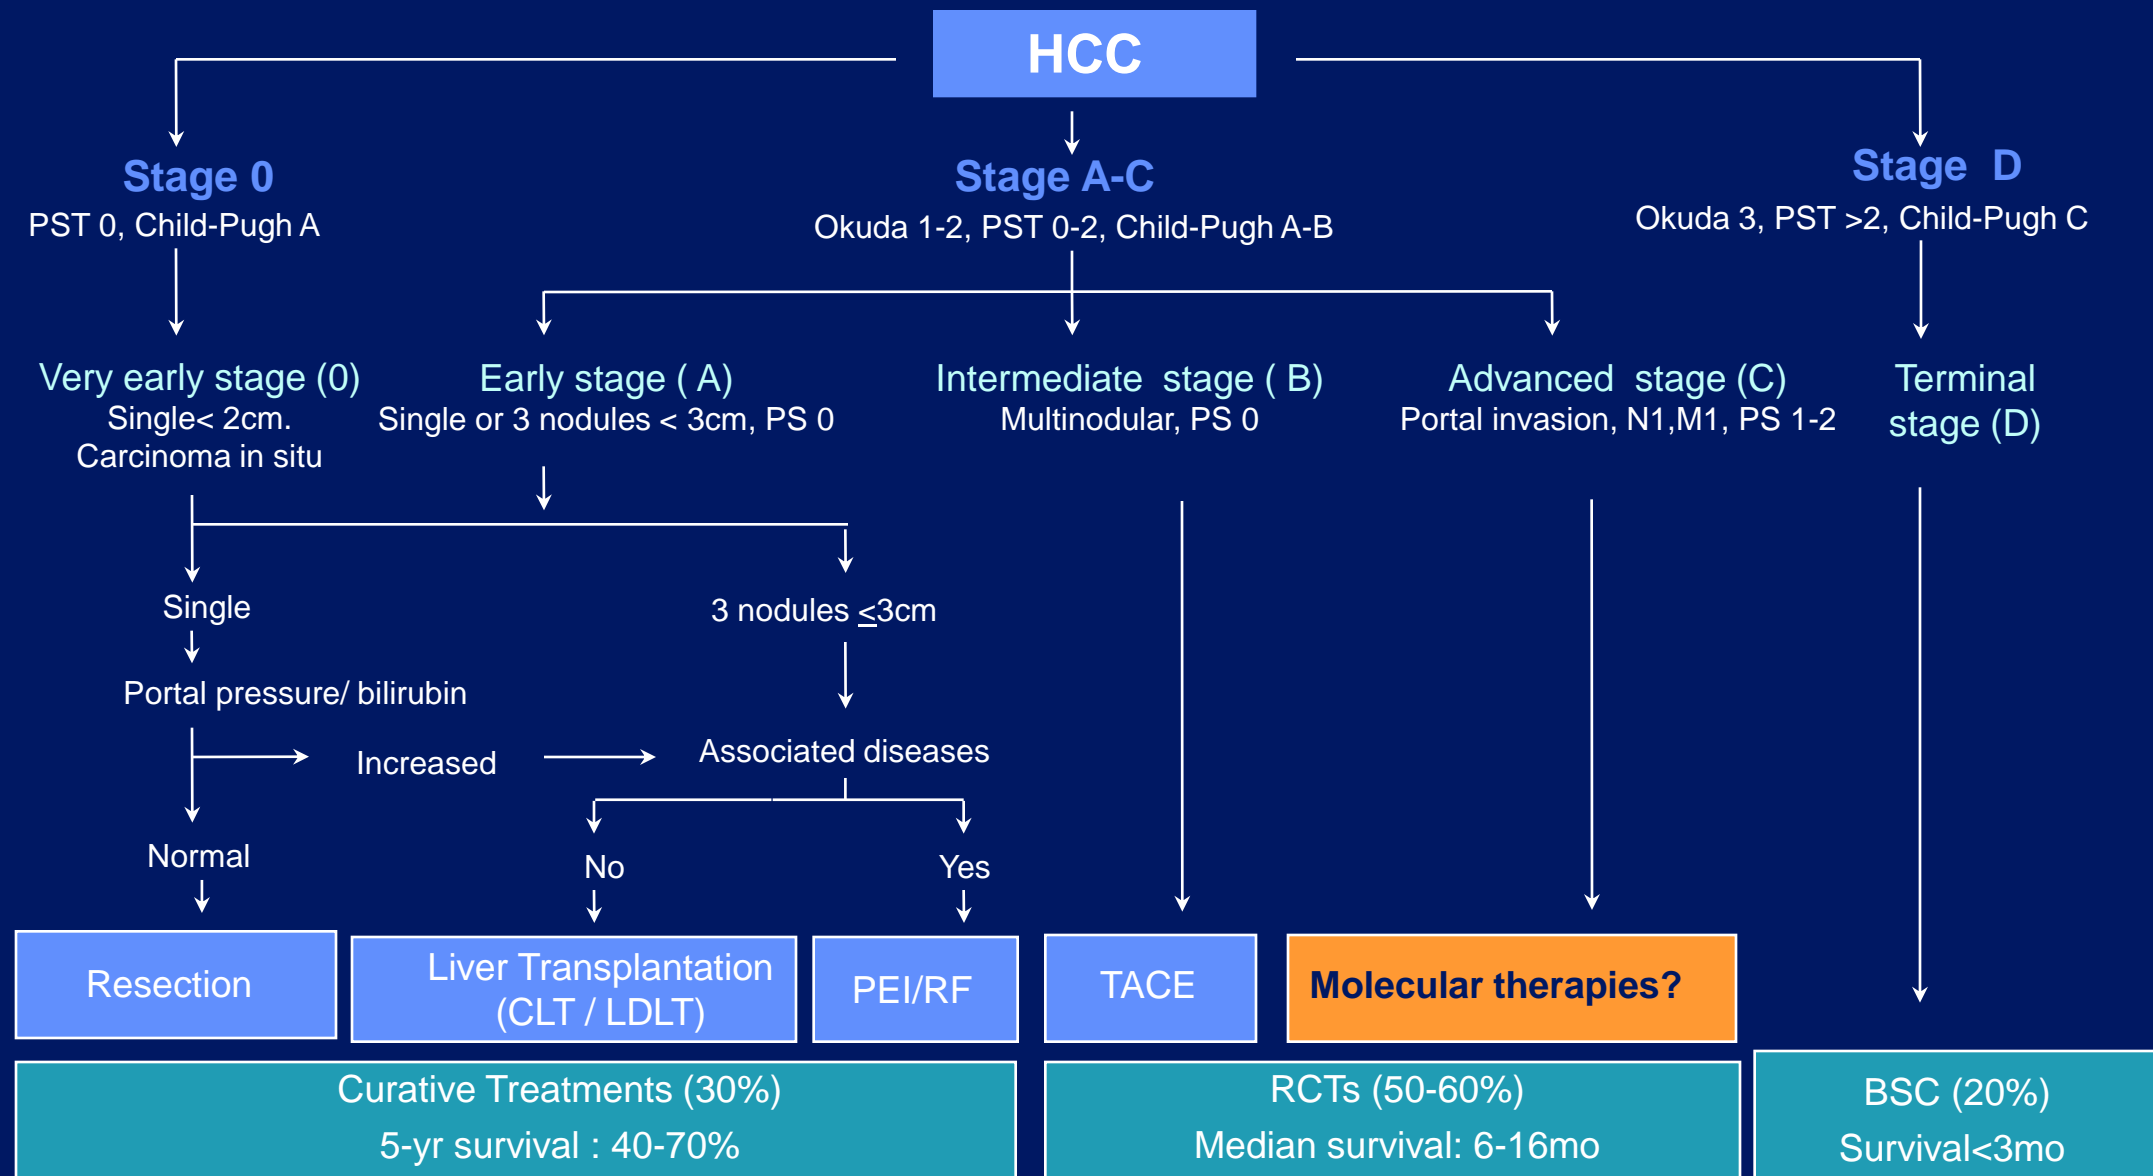 HCC
Stage 0
PST 0, Child-Pugh A
Stage A-C
Okuda 1-2, PST 0-2, Child-Pugh A-B
Stage D
Okuda 3, PST >2, Child-Pugh C
Very early stage (0)
Single< 2cm.
Carcinoma in situ
Early stage ( A)
Single or 3 nodules < 3cm, PS 0
Intermediate stage ( B)
Multinodular, PS 0
Advanced stage (C)
Portal invasion, N1,M1, PS 1-2
Terminal
stage (D)
Single
3 nodules ≤3cm
Portal pressure/ bilirubin
Increased
Associated diseases
Normal
No
Yes
Resection
Liver Transplantation
(CLT / LDLT)
PEI/RF
TACE
Molecular therapies?
Curative Treatments (30%)
5-yr survival : 40-70%
RCTs (50-60%)
Median survival: 6-16mo
BSC (20%)
Survival<3mo